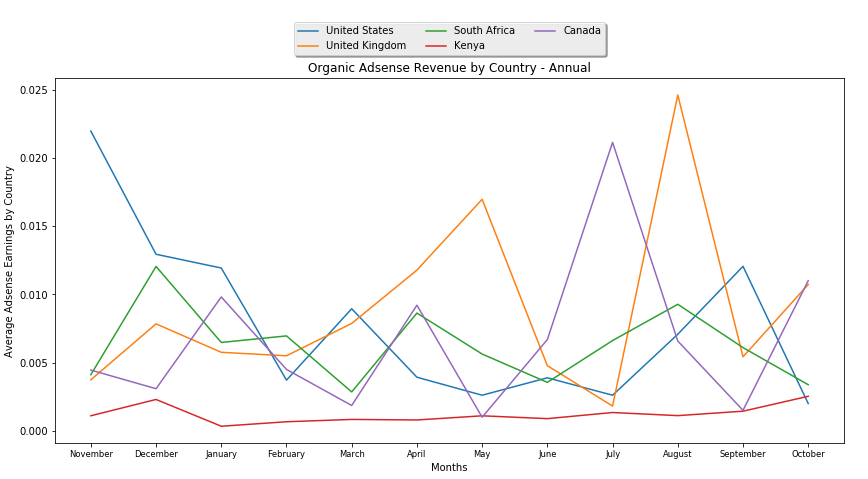 United States South Africa Canada
United Kingdom Kenya
Organic Adsense Revenue by Country - Annual
0.025
0.020
0.015
0.010
0.005
0.000
Average Adsense Earnings by Country
November December January February March April May June July August September October
Months